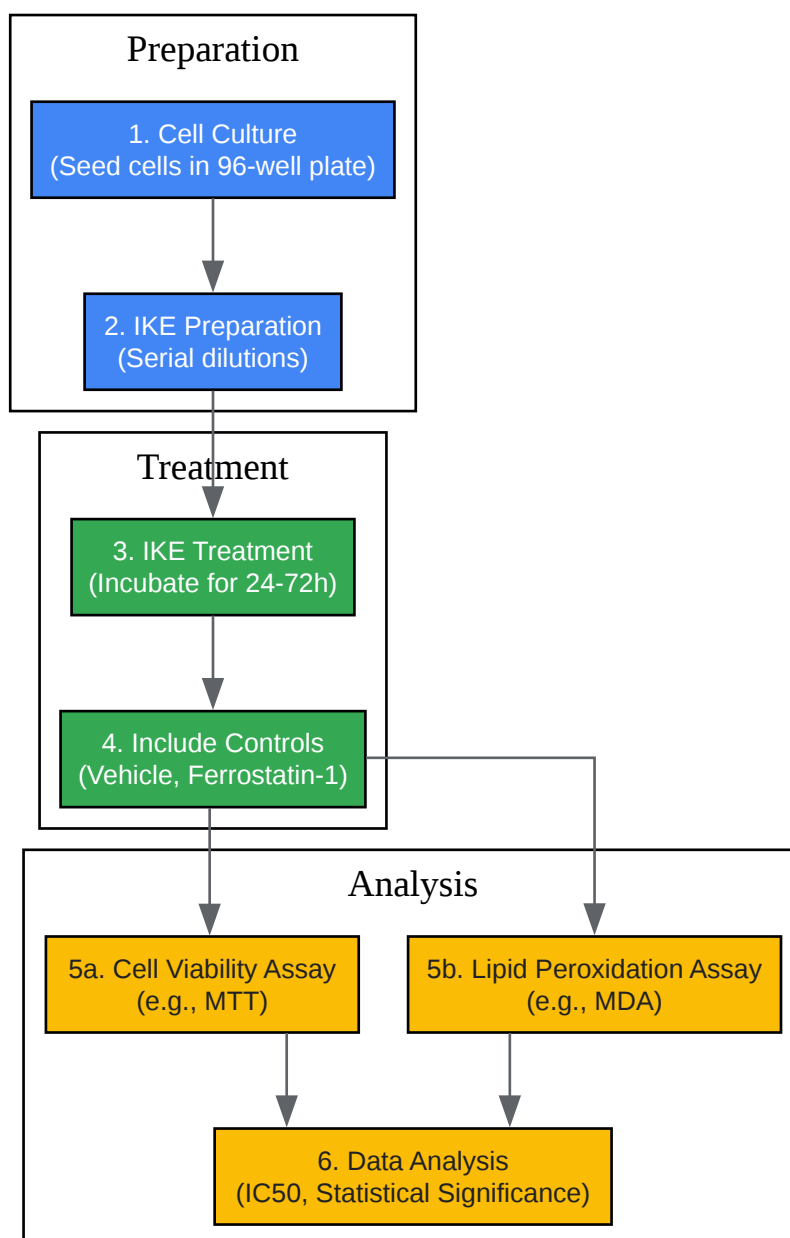 Preparation
1. Cell Culture
(Seed cells in 96-well plate)
2. IKE Preparation
(Serial dilutions)
Treatment
3. IKE Treatment
(Incubate for 24-72h)
4. Include Controls
(Vehicle, Ferrostatin-1)
Analysis
5a. Cell Viability Assay
(e.g., MTT)
5b. Lipid Peroxidation Assay
(e.g., MDA)
6. Data Analysis
(IC50, Statistical Significance)